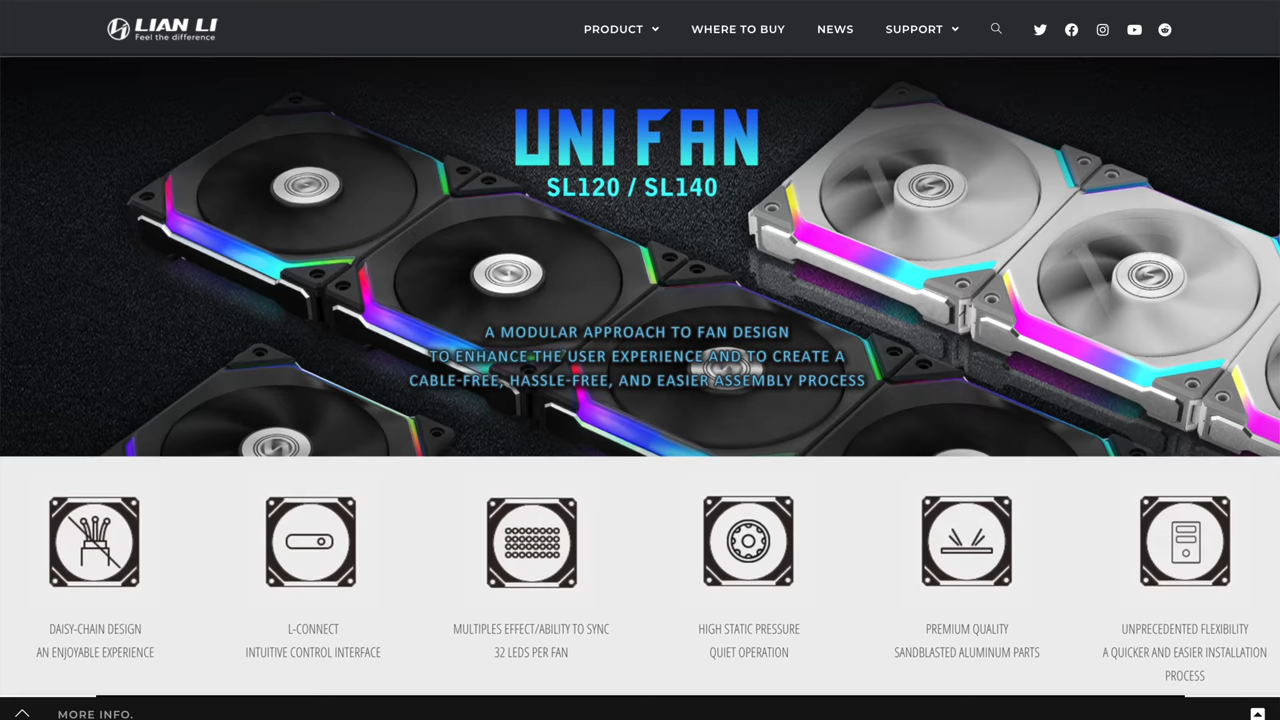 LIAN LI
Feel the difference
PRODUCT
WHERE TO BUY
NEWS
SUPPORT
UNI FAN
SL120 / SL140
A MODULAR APPROACH TO FAN DESIGN
TO ENHANCE THE USER EXPERIENCE AND TO CREATE A
CABLE-FREE, HASSLE-FREE, AND EASIER ASSEMBLY PROCESS
DAISY-CHAIN DESIGN
AN ENJOYABLE EXPERIENCE
L-CONNECT
INTUITIVE CONTROL INTERFACE
MULTIPLES EFFECT/ABILITY TO SYNC
32 LEDS PER FAN
HIGH STATIC PRESSURE
QUIET OPERATION
PREMIUM QUALITY
SANDBLASTED ALUMINUM PARTS
UNPRECEDENTED FLEXIBILITY
A QUICKER AND EASIER INSTALLATION
PROCESS
MORE INFO.